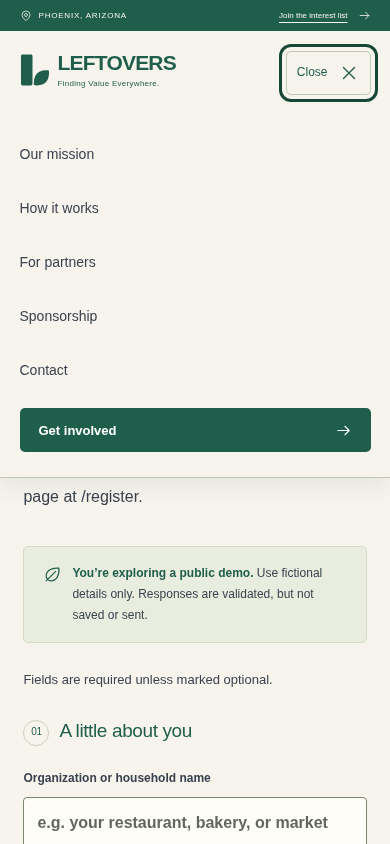 PHOENIX, ARIZONA
Join the interest list
LEFTOVERS
Finding Value Everywhere.
Close
Our mission
How it works
For partners
Sponsorship
Contact
Get involved
page at /register.
You’re exploring a public demo. Use fictional
details only. Responses are validated, but not
saved or sent.
Fields are required unless marked optional.
01 A little about you
Organization or household name
e.g. your restaurant, bakery, or market